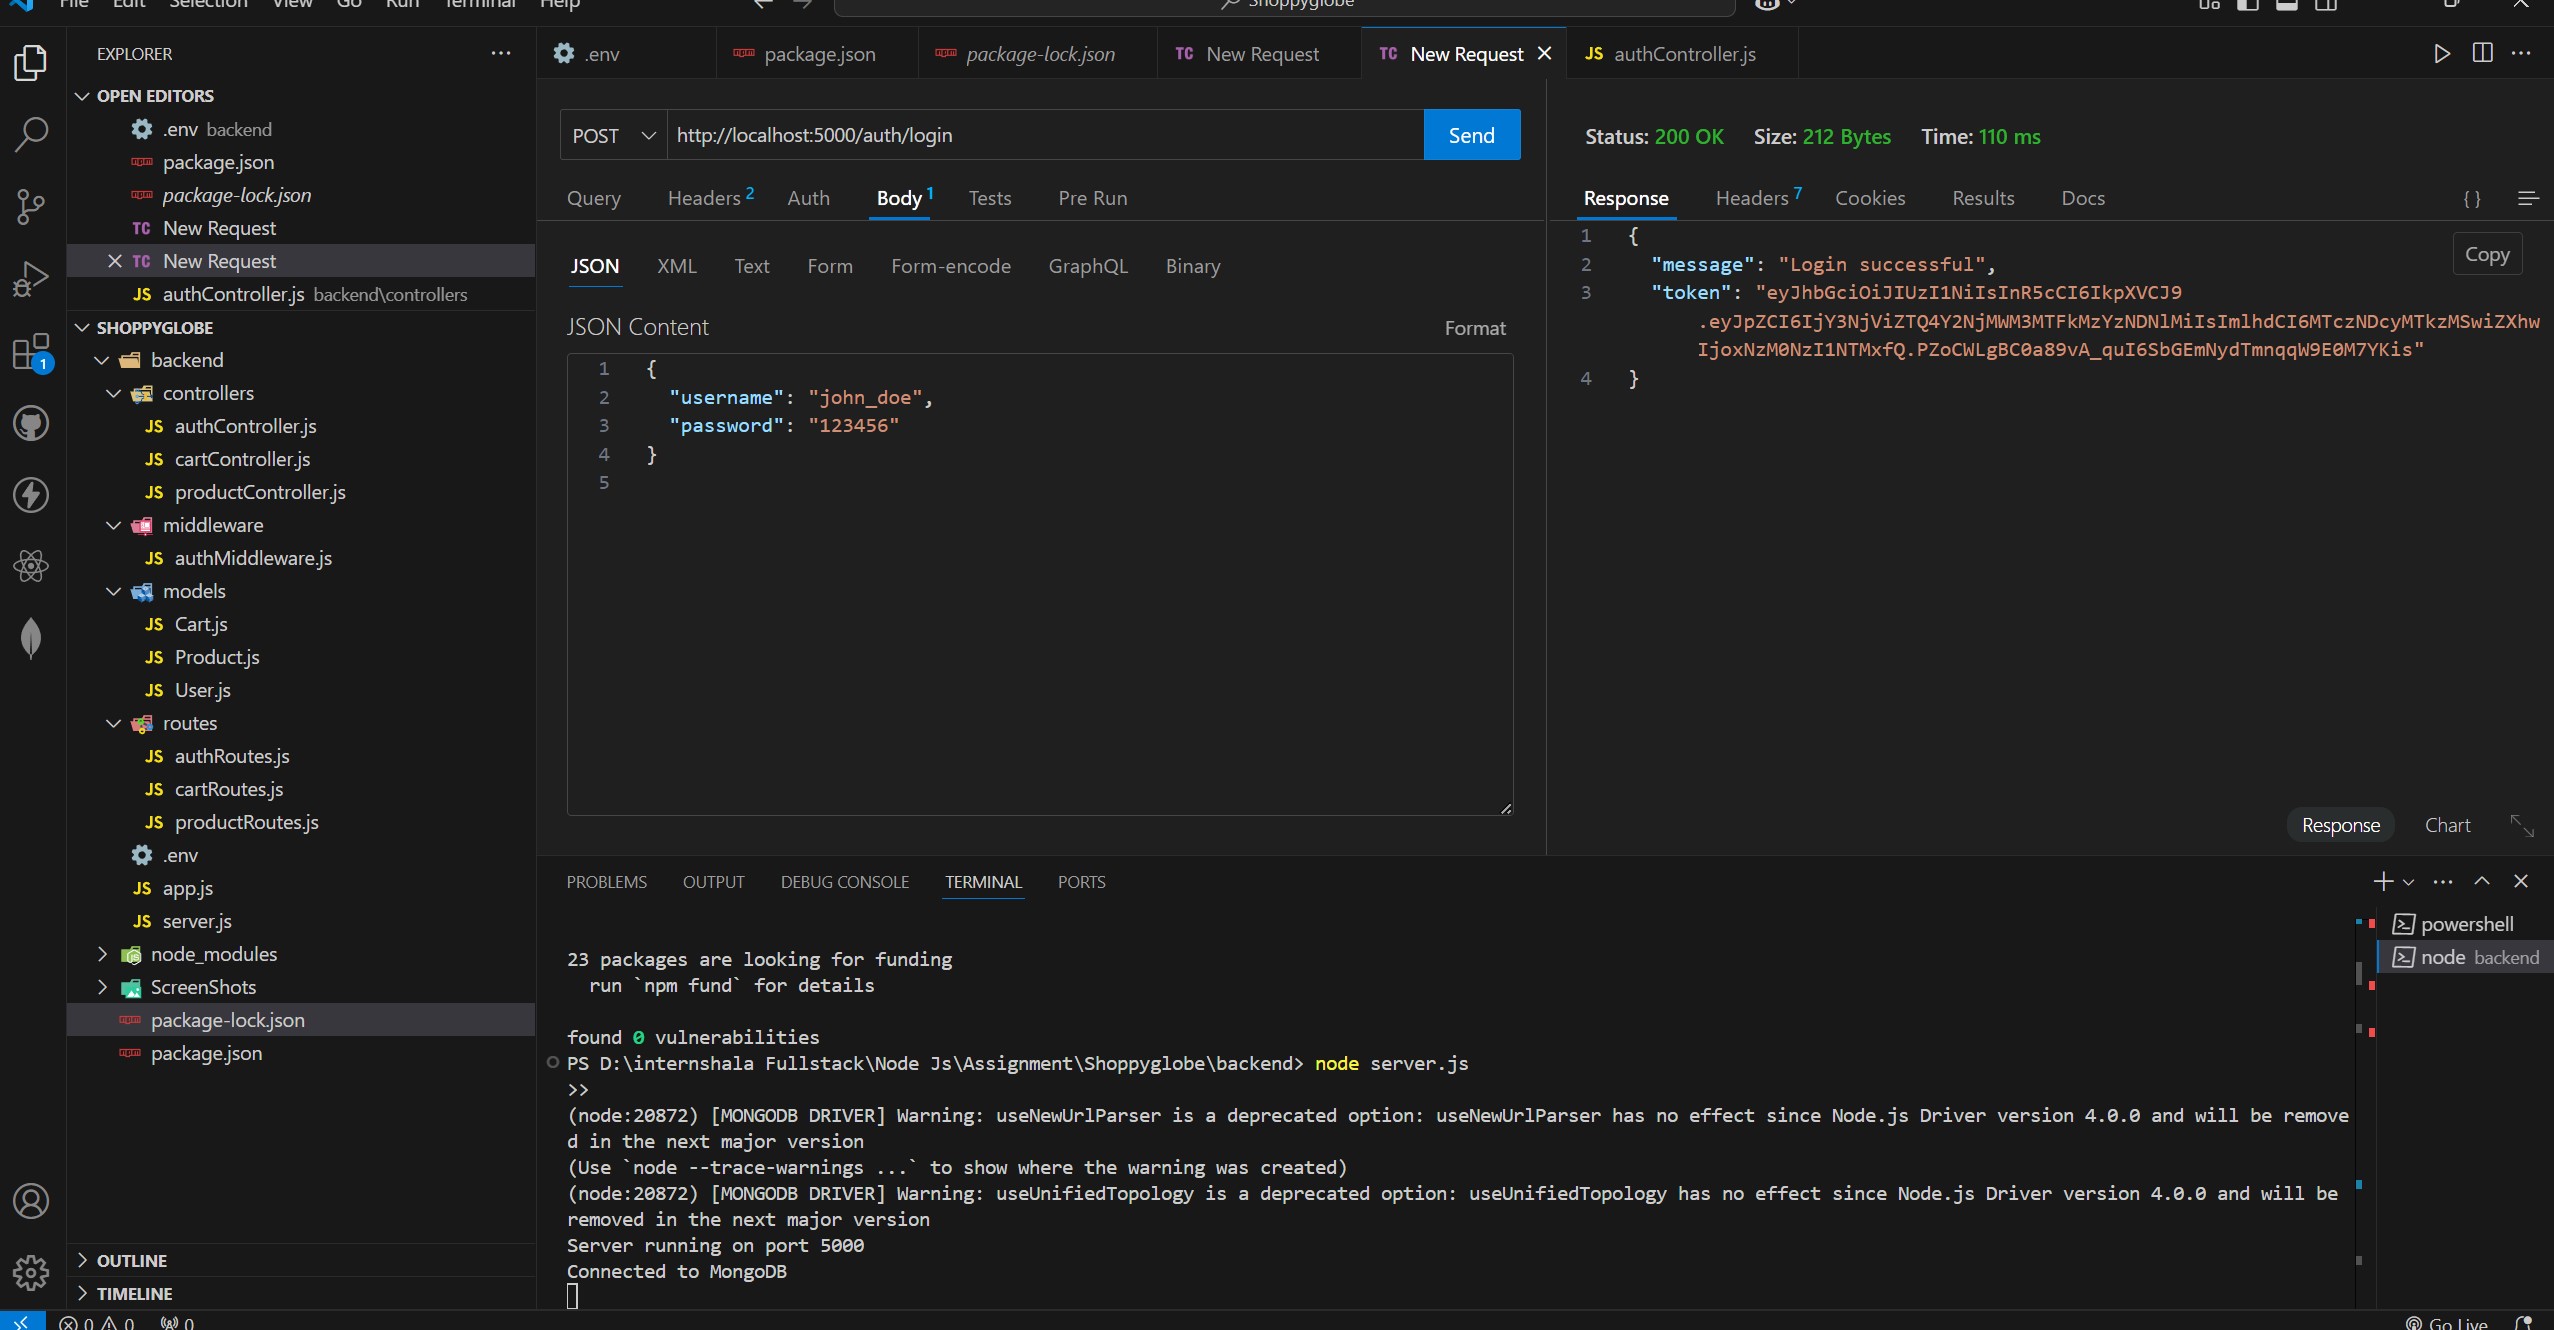 File Edit Selection View Go Run Terminal Help
Shoppyglobe
EXPLORER
OPEN EDITORS
.env backend
package.json
package-lock.json
TC New Request
TC New Request
JS authController.js backend\controllers
SHOPPYGLOBE
backend
controllers
JS authController.js
JS cartController.js
JS productController.js
middleware
JS authMiddleware.js
models
JS Cart.js
JS Product.js
JS User.js
routes
JS authRoutes.js
JS cartRoutes.js
JS productRoutes.js
.env
JS app.js
JS server.js
node_modules
ScreenShots
package-lock.json
package.json
OUTLINE
TIMELINE
1
.env
package.json
package-lock.json
TC New Request
TC New Request
JS authController.js
POST http://localhost:5000/auth/login Send
Query Headers 2 Auth Body 1 Tests Pre Run
JSON XML Text Form Form-encode GraphQL Binary
JSON Content Format
1 {
2 "username": "john_doe",
3 "password": "123456"
4 }
5
Status: 200 OK Size: 212 Bytes Time: 110 ms
Response Headers 7 Cookies Results Docs { }
Copy
1 {
2 "message": "Login successful",
3 "token": "eyJhbGciOiJIUzI1NiIsInR5cCI6IkpXVCJ9
.eyJpZCI6IjY3NjViZTQ4Y2NjMWM3MTFkMzYzNDNlMiIsImlhdCI6MTczNDcyMTkzMSwiZXhw
IjoxNzM0NzI1NTMxfQ.PZoCWLgBC0a89vA_quI6SbGEmNydTmnqqW9E0M7YKis"
4 }
Response Chart
PROBLEMS OUTPUT DEBUG CONSOLE TERMINAL PORTS
powershell
node backend
23 packages are looking for funding
run `npm fund` for details
found 0 vulnerabilities
PS D:\internshala Fullstack\Node Js\Assignment\Shoppyglobe\backend> node server.js
>>
(node:20872) [MONGODB DRIVER] Warning: useNewUrlParser is a deprecated option: useNewUrlParser has no effect since Node.js Driver version 4.0.0 and will be remove
d in the next major version
(Use `node --trace-warnings ...` to show where the warning was created)
(node:20872) [MONGODB DRIVER] Warning: useUnifiedTopology is a deprecated option: useUnifiedTopology has no effect since Node.js Driver version 4.0.0 and will be
removed in the next major version
Server running on port 5000
Connected to MongoDB
0 0 0 Go Live